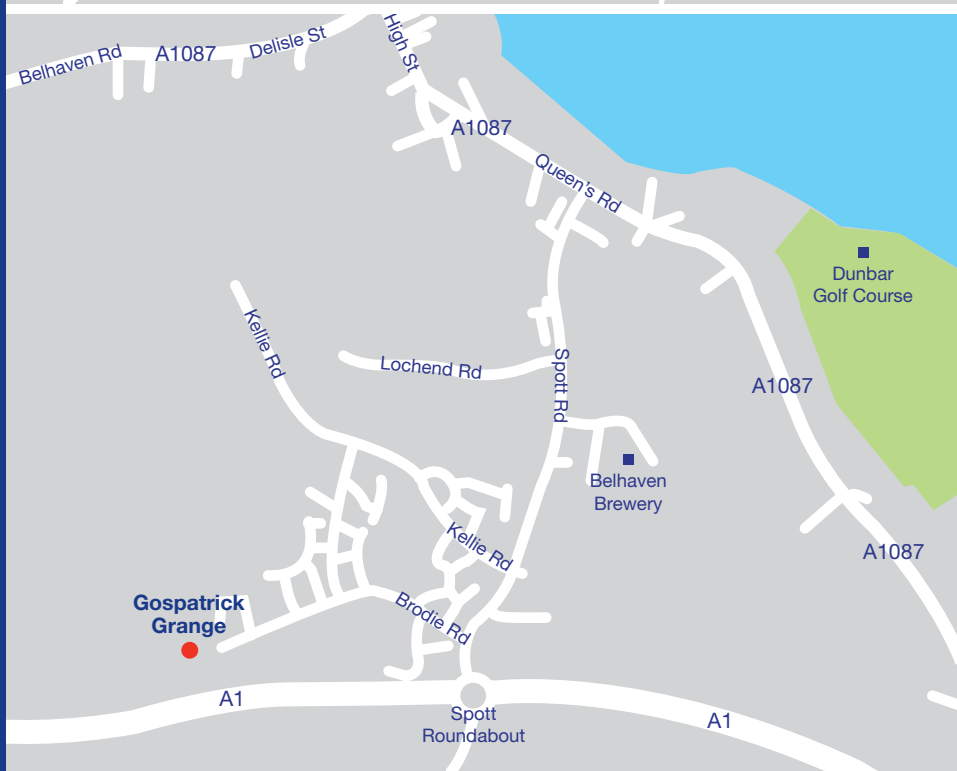 Belhaven Rd
A1087
Delisle St
High St
A1087
Queen's Rd
Dunbar
Golf Course
Kellie Rd
Lochend Rd
Spott Rd
A1087
Belhaven
Brewery
Kellie Rd
A1087
Gospatrick
Grange
Brodie Rd
A1
Spott
Roundabout
A1